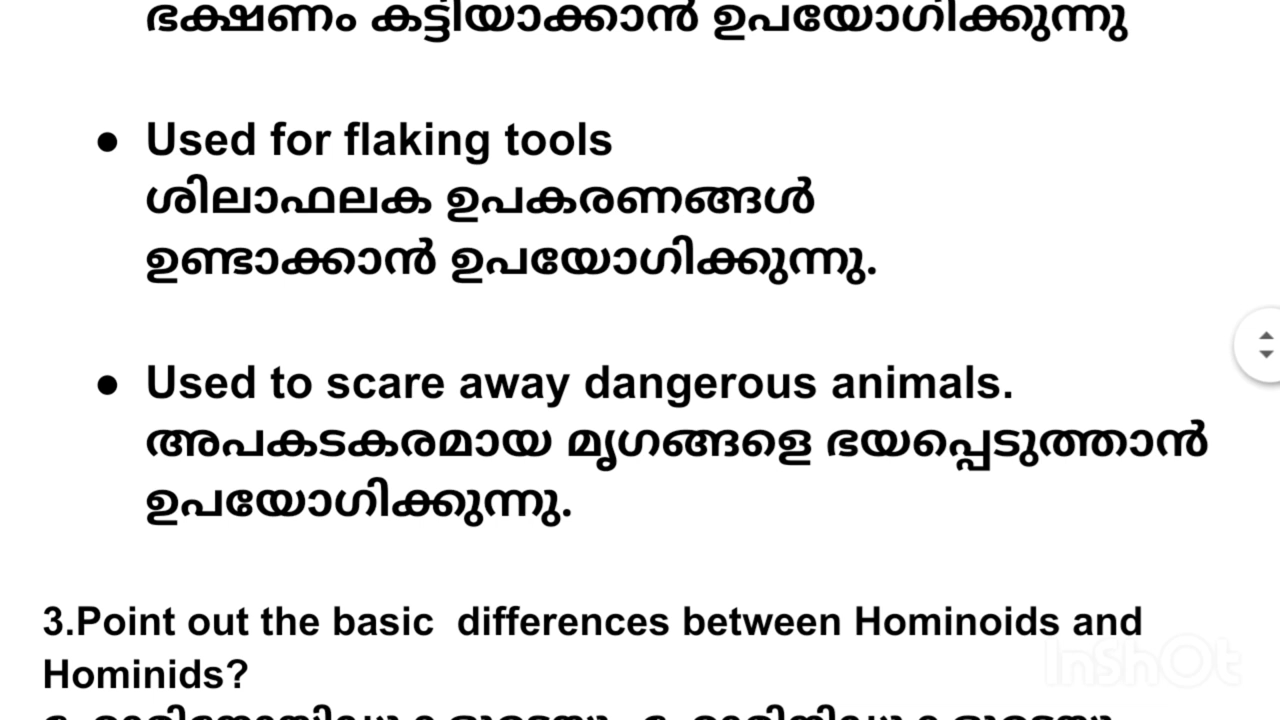 ഭക്ഷണം കട്ടിയാക്കാൻ ഉപയോഗിക്കുന്നു
● Used for flaking tools
ശിലാഫലക ഉപകരണങ്ങൾ
ഉണ്ടാക്കാൻ ഉപയോഗിക്കുന്നു.
● Used to scare away dangerous animals.
അപകടകരമായ മൃഗങ്ങളെ ഭയപ്പെടുത്താൻ
ഉപയോഗിക്കുന്നു.
3.Point out the basic differences between Hominoids and
Hominids?
InShOt